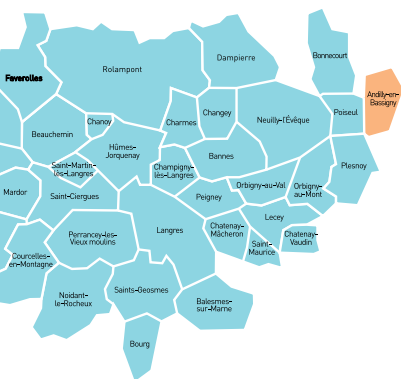 Bonnecourt
Dampierre
Rolampont
Faverolles
Andilly-en-
Bassigny
Chanoy
Charmes
Changey
Neuilly-l'Évêque
Poiseul
Beauchemin
Hûmes-
Jorquenay
Bannes
Plesnoy
Saint-Martin-
lès-Langres
Champigny-
lès-Langres
Mardor
Saint-Ciergues
Peigney
Orbigny-au-Val
Orbigny-
au-Mont
Lecey
Perrancey-les-
Vieux moulins
Langres
Chatenay-
Mâcheron
Saint-
Maurice
Chatenay-
Vaudin
Courcelles-
en-Montagne
Noidant-
le-Rocheux
Saints-Geosmes
Balesmes-
sur-Marne
Bourg